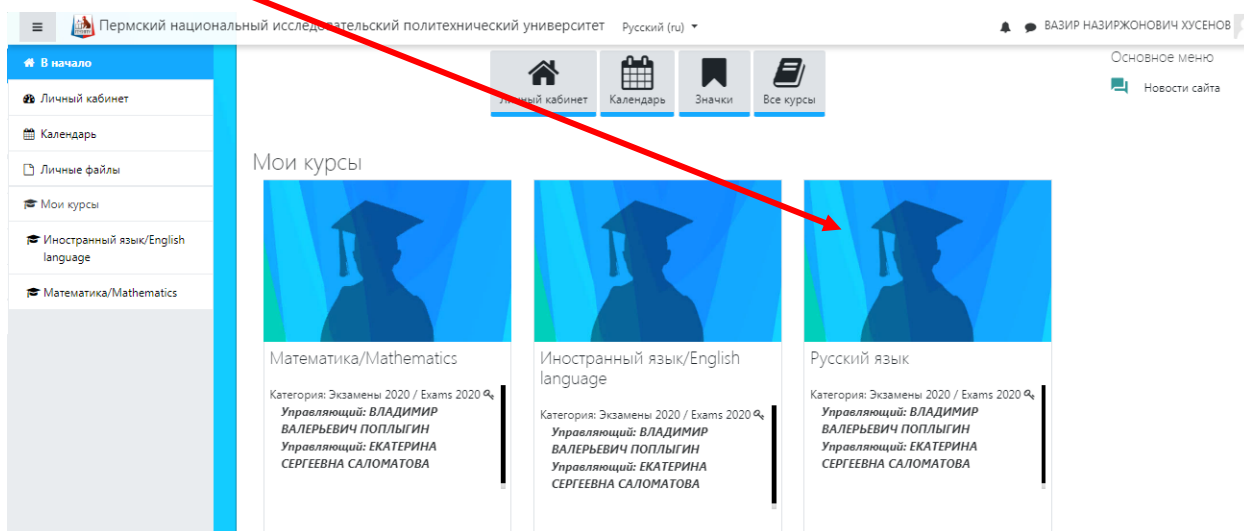 Пермский национальный исследовательский политехнический университет Русский (ru)
ВАЗИР НАЗИРЖОНОВИЧ ХУСЕНОВ
В начало
Личный кабинет
Календарь
Личные файлы
Мои курсы
Иностранный язык/English
language
Математика/Mathematics
Личный кабинет
Календарь
Значки
Все курсы
Основное меню
Новости сайта
Мои курсы
Математика/Mathematics
Категория: Экзамены 2020 / Exams 2020
Управляющий: ВЛАДИМИР
ВАЛЕРЬЕВИЧ ПОПЛЫГИН
Управляющий: ЕКАТЕРИНА
СЕРГЕЕВНА САЛОМАТОВА
Иностранный язык/English
language
Категория: Экзамены 2020 / Exams 2020
Управляющий: ВЛАДИМИР
ВАЛЕРЬЕВИЧ ПОПЛЫГИН
Управляющий: ЕКАТЕРИНА
СЕРГЕЕВНА САЛОМАТОВА
Русский язык
Категория: Экзамены 2020 / Exams 2020
Управляющий: ВЛАДИМИР
ВАЛЕРЬЕВИЧ ПОПЛЫГИН
Управляющий: ЕКАТЕРИНА
СЕРГЕЕВНА САЛОМАТОВА